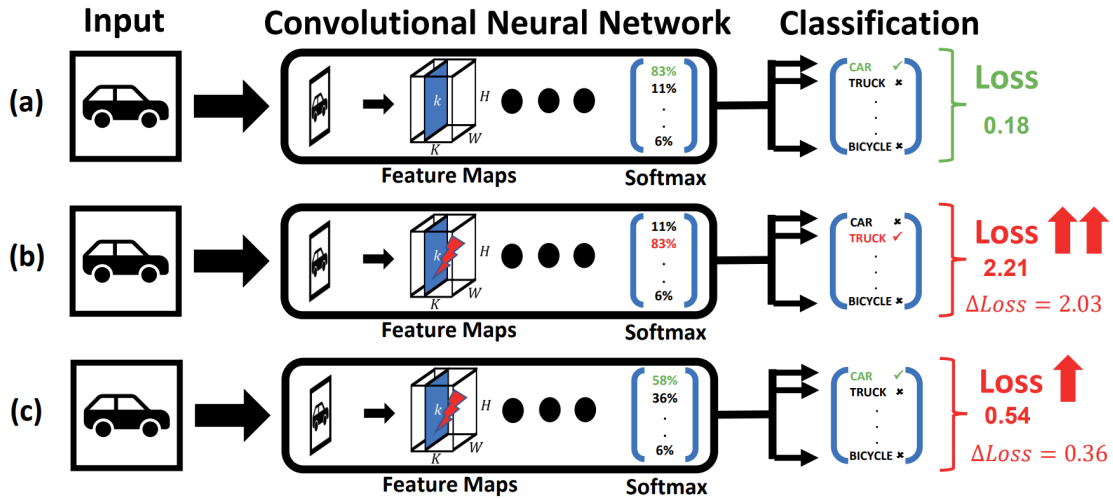 Input Convolutional Neural Network Classification
(a)
k
H
W
K
Feature Maps
83%
11%
.
.
6%
Softmax
CAR ✓
TRUCK ✖
.
.
.
BICYCLE ✖
Loss
0.18
(b)
k
H
W
K
Feature Maps
11%
83%
.
.
6%
Softmax
CAR ✖
TRUCK ✓
.
.
.
BICYCLE ✖
Loss
2.21
ΔLoss = 2.03
(c)
k
H
W
K
Feature Maps
58%
36%
.
.
6%
Softmax
CAR ✓
TRUCK ✖
.
.
.
BICYCLE ✖
Loss
0.54
ΔLoss = 0.36